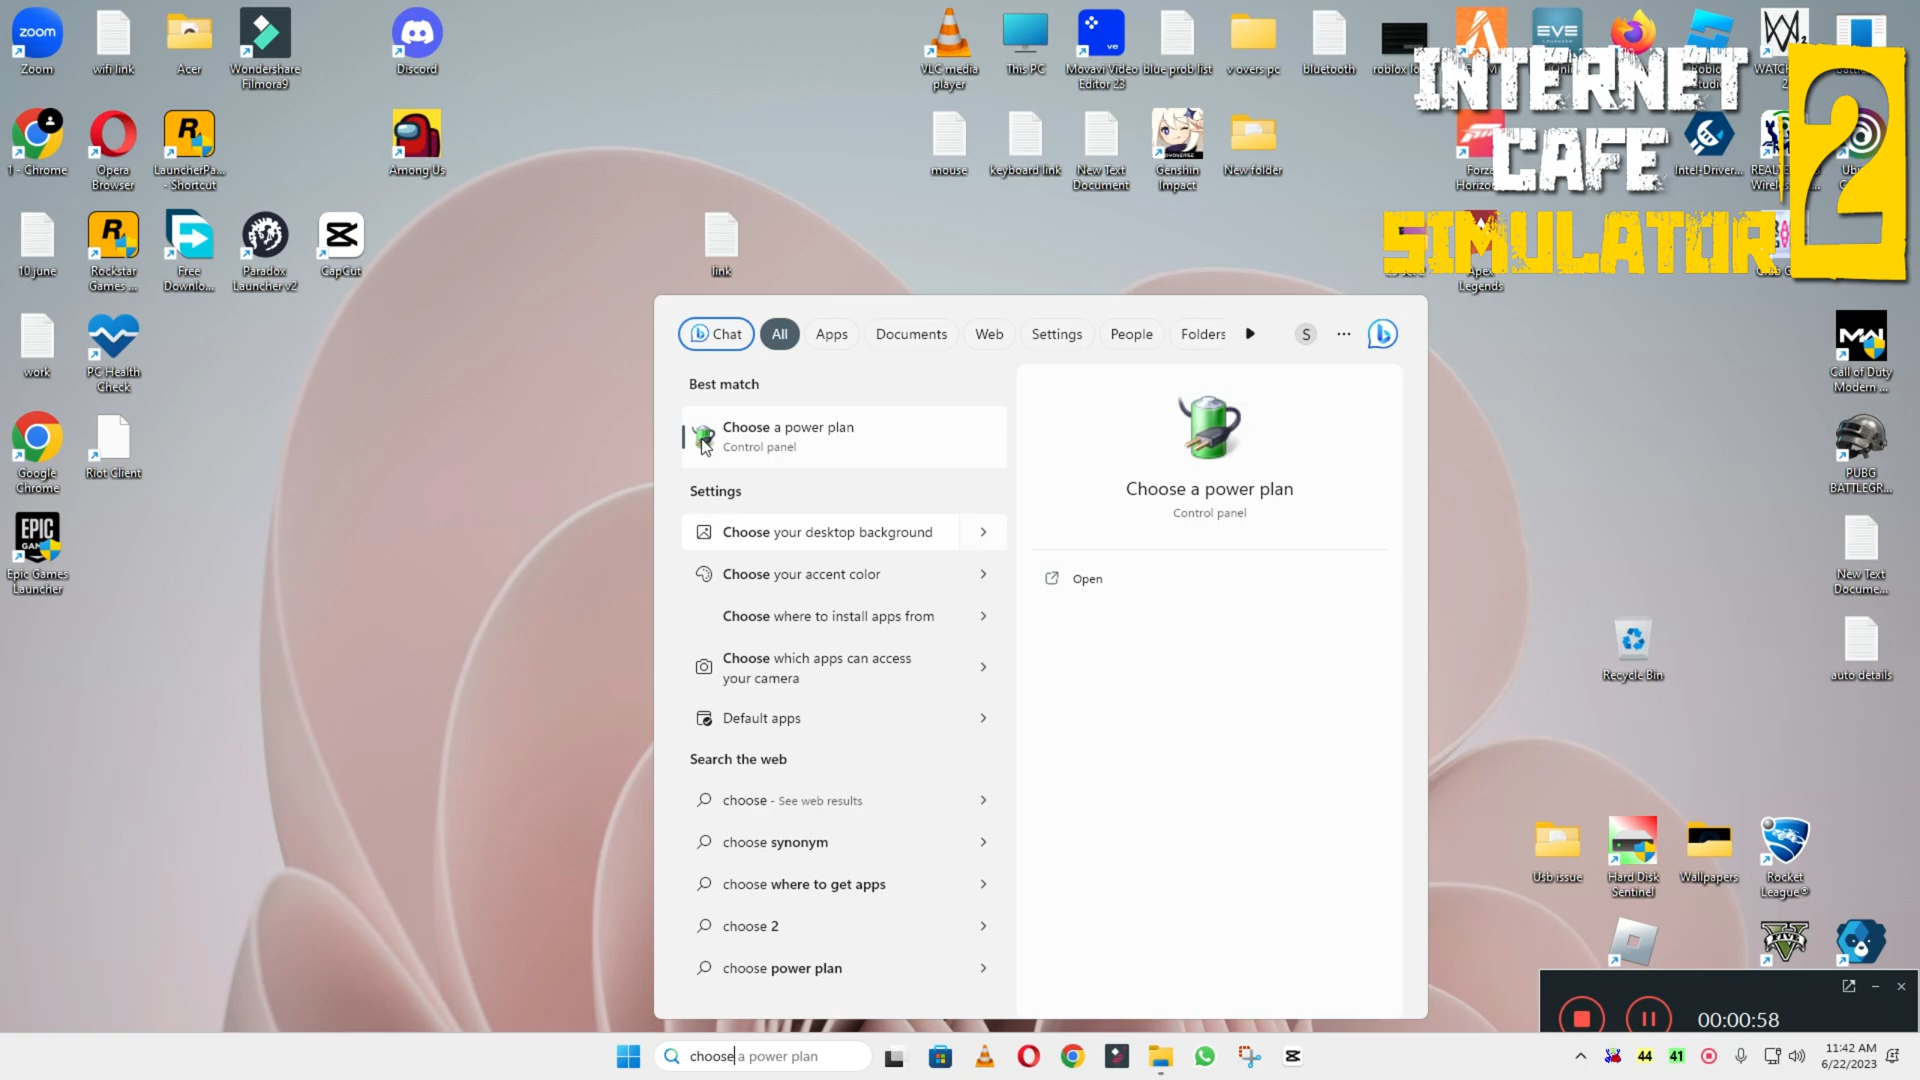 zoom
Zoom
wifi link
Acer
Wondershare
Filmora9
Discord
VLC media
player
This PC
Movavi Video
Editor 23
blue prob list
v overs pc
bluetooth
EVE
INTERNET
CAFE
SIMULATOR
2
1 - Chrome
Opera
Browser
LauncherPa...
- Shortcut
Among Us
mouse
keyboard link
New Text
Document
Genshin
Impact
New folder
Intel-Driver...
10 june
Rockstar
Games ...
Free
Downlo...
Paradox
Launcher v2
CapCut
link
Apex
Legends
work
PC Health
Check
Google
Chrome
Riot Client
EPIC
Epic Games
Launcher
Chat
All
Apps
Documents
Web
Settings
People
Folders
S
Best match
Choose a power plan
Control panel
Settings
Choose your desktop background
Choose your accent color
Choose where to install apps from
Choose which apps can access
your camera
Default apps
Search the web
choose - See web results
choose synonym
choose where to get apps
choose 2
choose power plan
Choose a power plan
Control panel
Open
Call of Duty
Modern ...
PUBG
BATTLEGR...
New Text
Docume...
Recycle Bin
auto details
Usb issue
Hard Disk
Sentinel
Wallpapers
Rocket
League®
00:00:58
choose a power plan
44
41
11:42 AM
6/22/2023